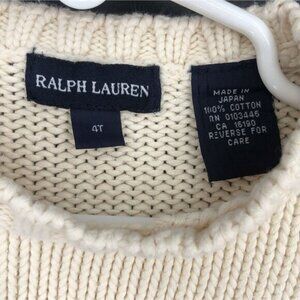 RALPH LAUREN
4T
MADE IN
JAPAN
100% COTTON
RN 0103445
CA 16190
REVERSE FOR
CARE